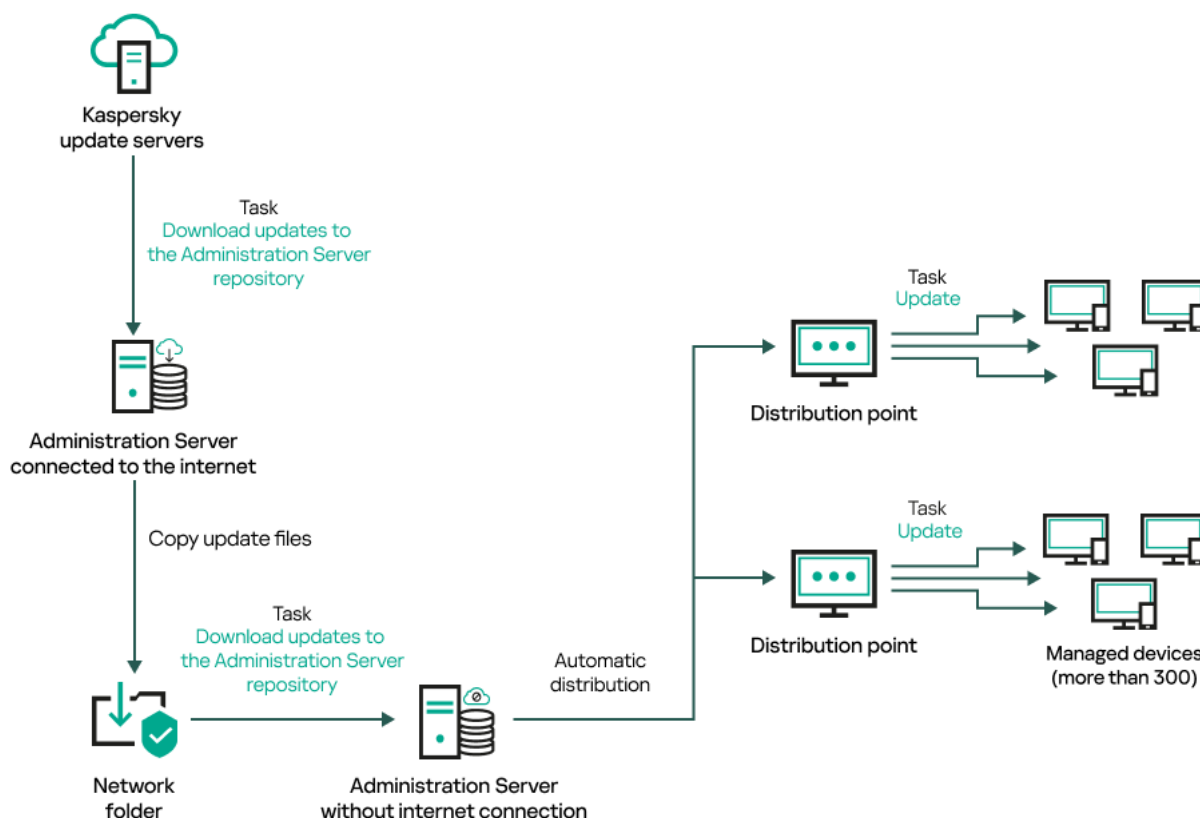 Kaspersky
update servers
Task
Download updates to
the Administration Server
repository
Administration Server
connected to the internet
Copy update files
Task
Download updates to
the Administration Server
repository
Network
folder
Administration Server
without internet connection
Automatic
distribution
Task
Update
Distribution point
Task
Update
Distribution point
Managed devices
(more than 300)